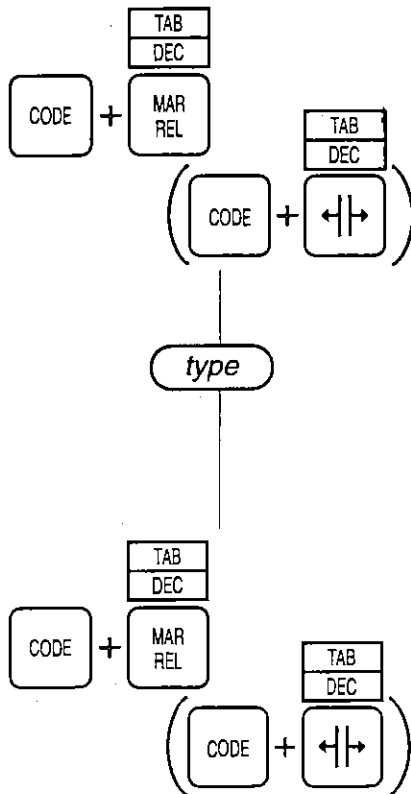 TAB
DEC
CODE + MAR REL
TAB
DEC
( CODE + )
type
TAB
DEC
CODE + MAR REL
TAB
DEC
( CODE + )